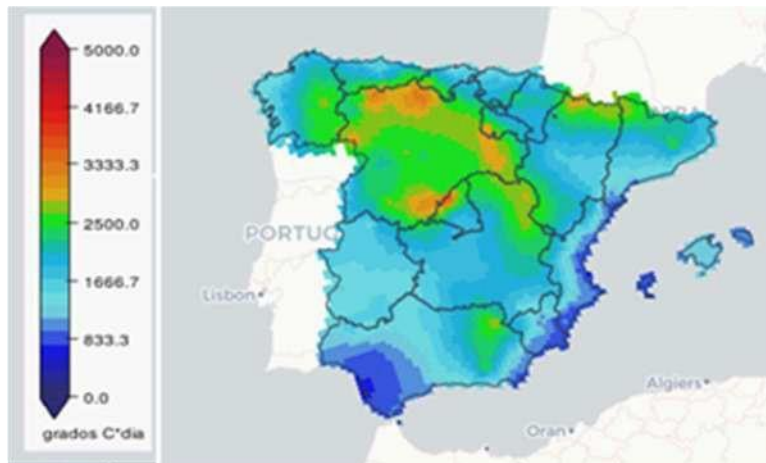 5000.0
4166.7
3333.3
2500.0
1666.7
833.3
0.0
grados C*dia
PORTUC
Lisbon
Algiers
Oran